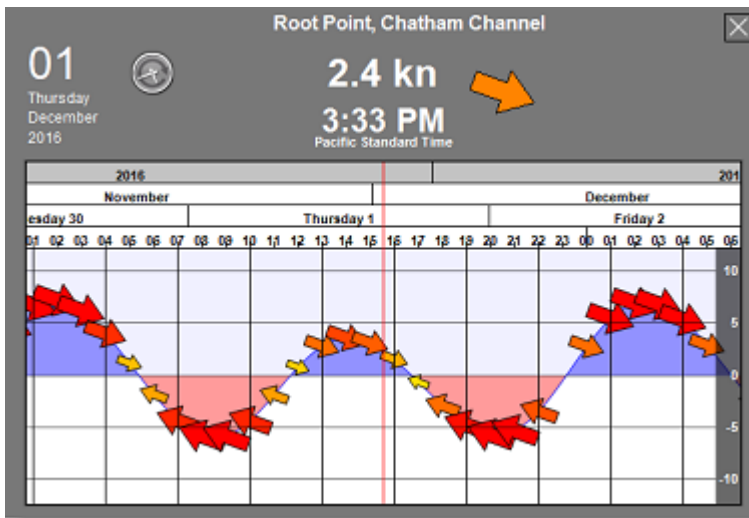 Root Point, Chatham Channel
01
Thursday
December
2016
2.4 kn
3:33 PM
Pacific Standard Time
2016 201
November December
esday 30 Thursday 1 Friday 2
01 02 03 04 05 06 07 08 09 10 11 12 13 14 15 16 17 18 19 20 21 22 23 00 01 02 03 04 05 06
10
5
0
-5
-10